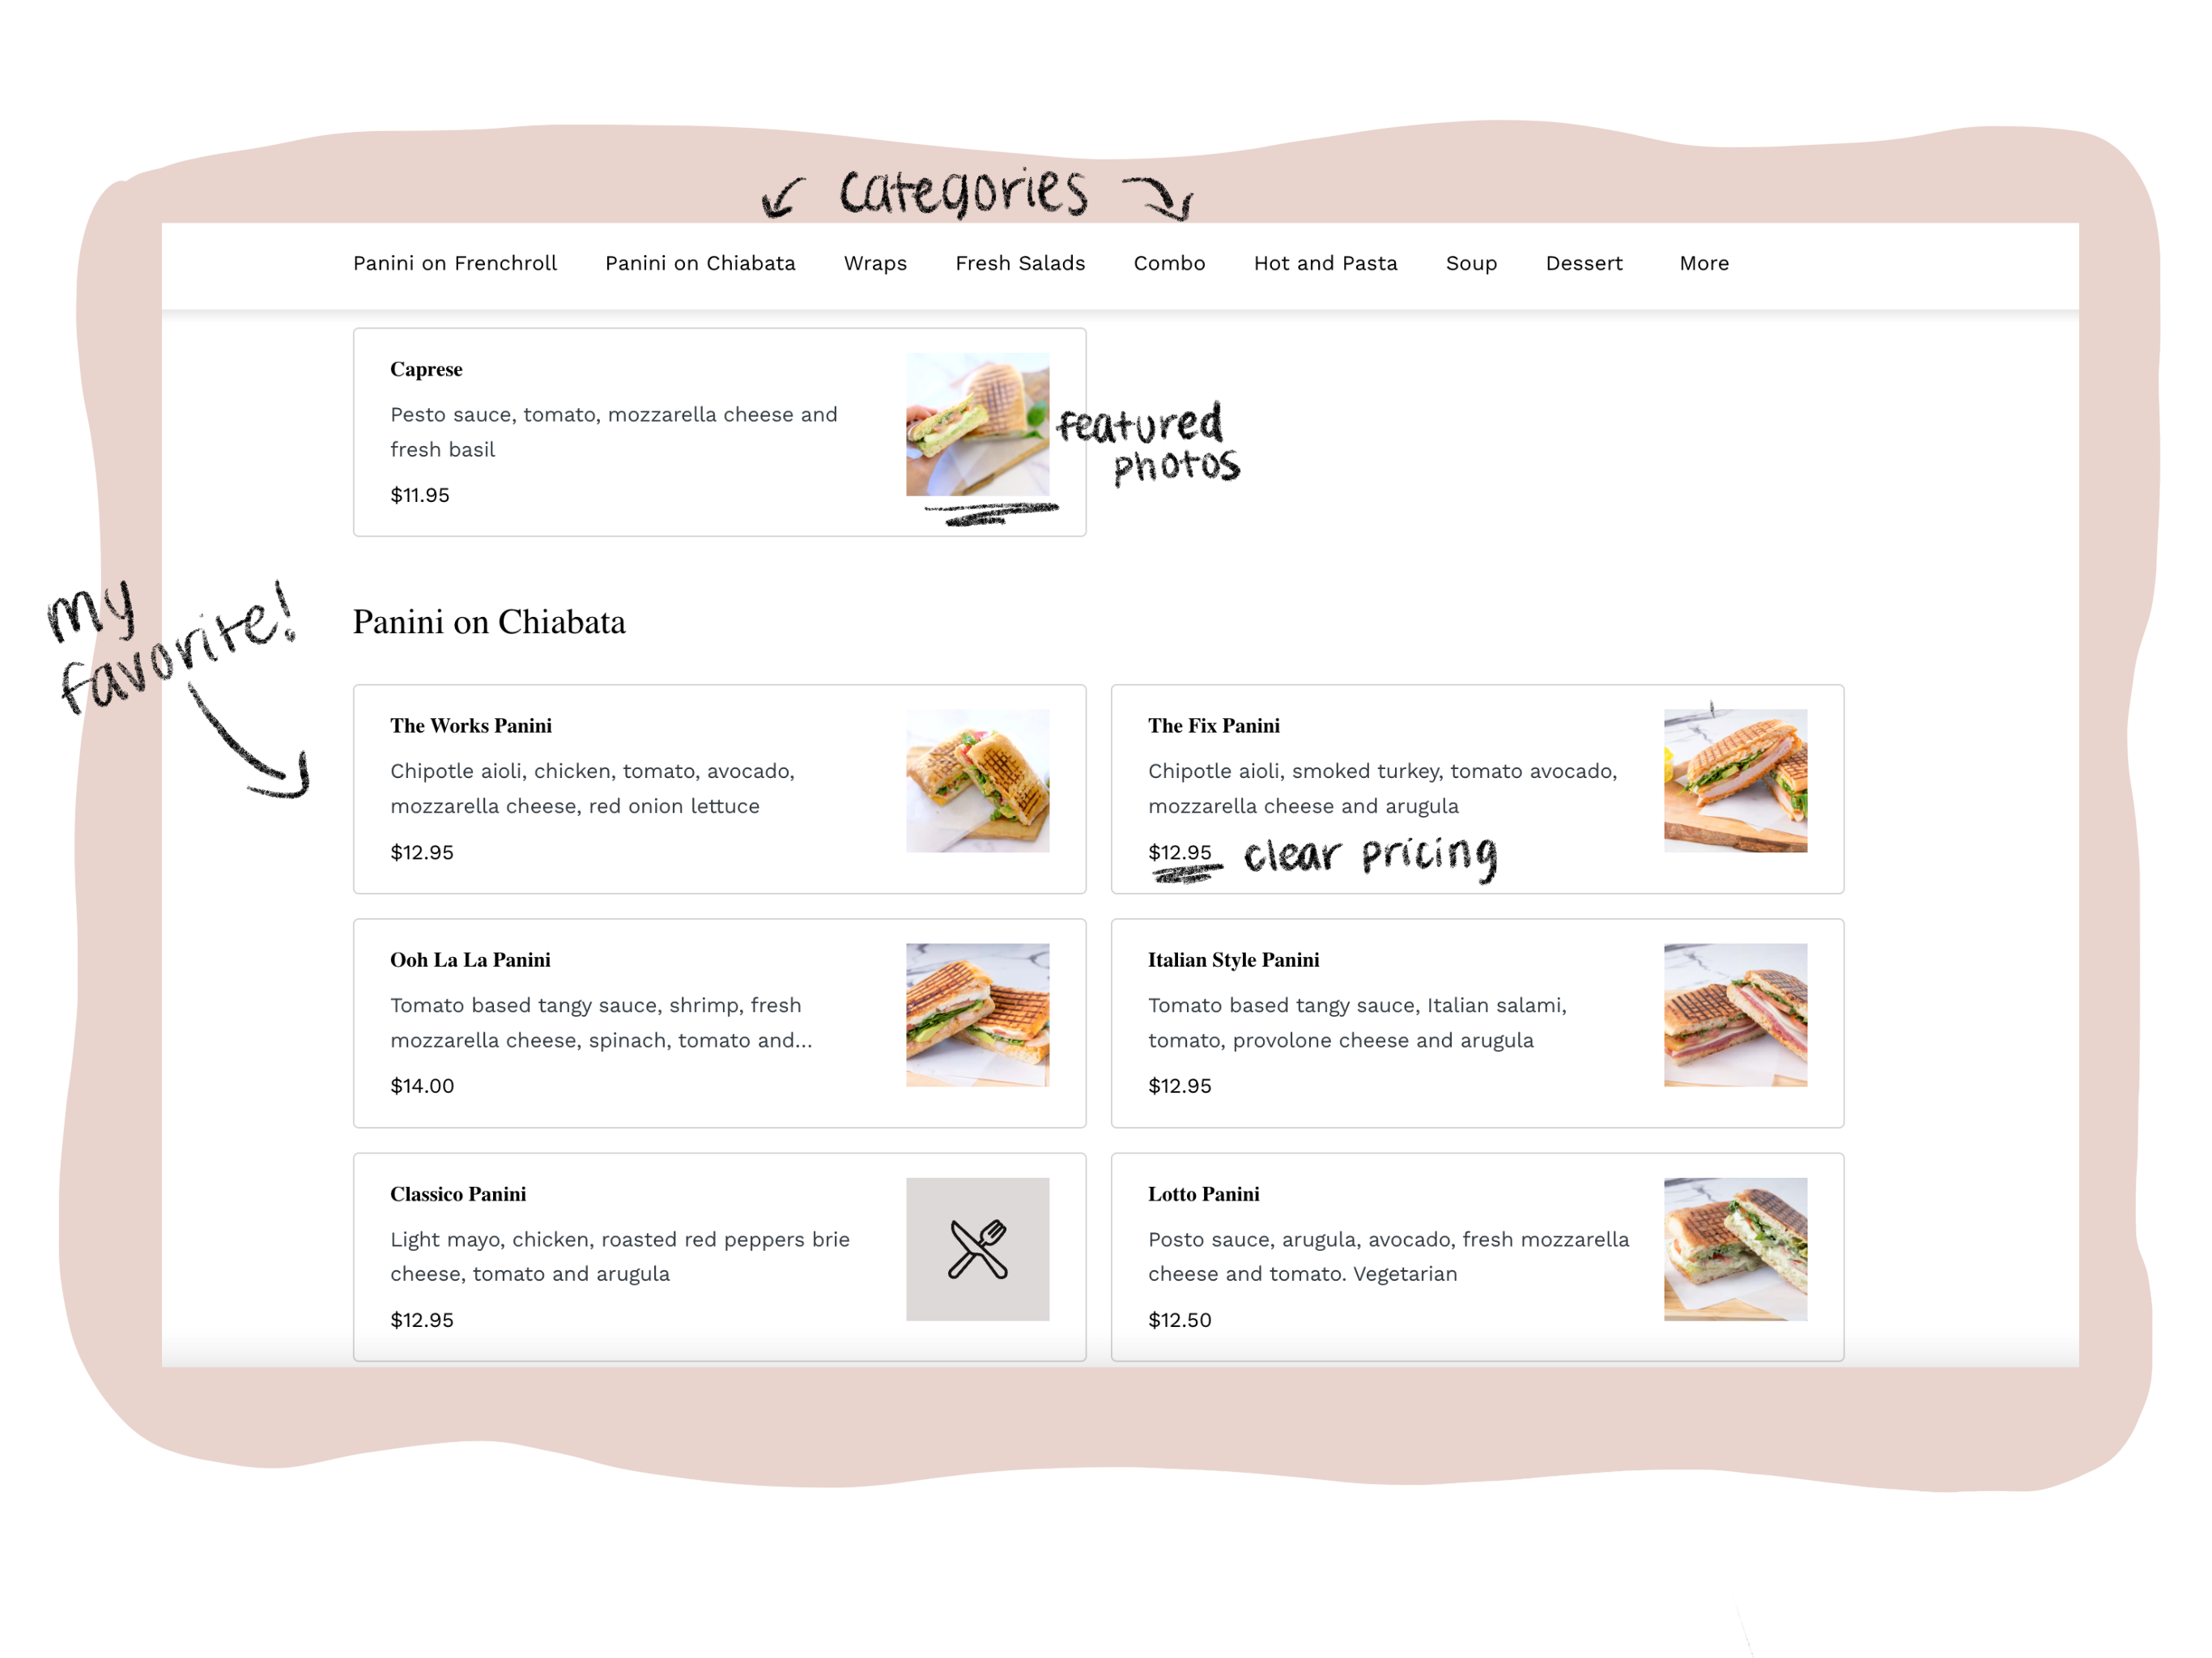 categories
Panini on Frenchroll Panini on Chiabata Wraps Fresh Salads Combo Hot and Pasta Soup Dessert More
Caprese
Pesto sauce, tomato, mozzarella cheese and
fresh basil
$11.95
featured
photos
my
favorite!
Panini on Chiabata
The Works Panini
Chipotle aioli, chicken, tomato, avocado,
mozzarella cheese, red onion lettuce
$12.95
The Fix Panini
Chipotle aioli, smoked turkey, tomato avocado,
mozzarella cheese and arugula
$12.95 clear pricing
Ooh La La Panini
Tomato based tangy sauce, shrimp, fresh
mozzarella cheese, spinach, tomato and...
$14.00
Italian Style Panini
Tomato based tangy sauce, Italian salami,
tomato, provolone cheese and arugula
$12.95
Classico Panini
Light mayo, chicken, roasted red peppers brie
cheese, tomato and arugula
$12.95
Lotto Panini
Posto sauce, arugula, avocado, fresh mozzarella
cheese and tomato. Vegetarian
$12.50